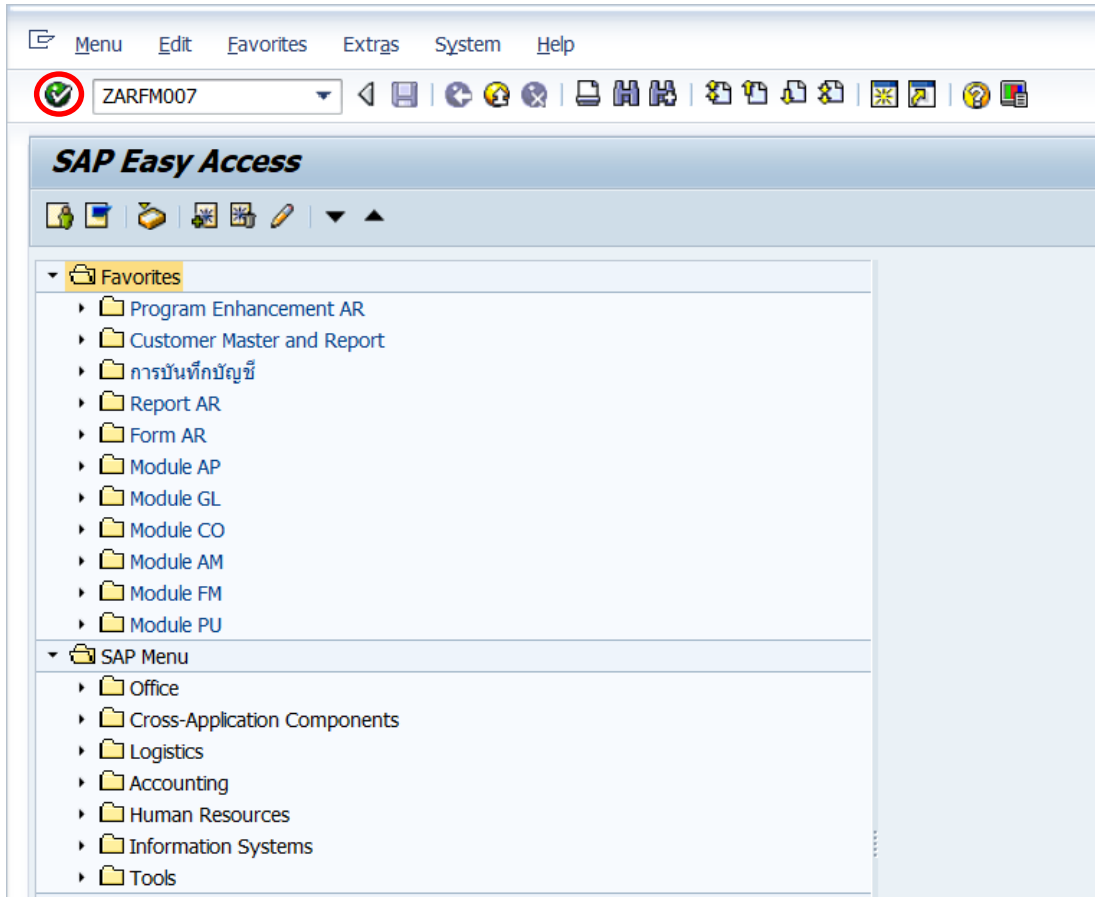 Menu Edit Favorites Extras System Help
ZARFM007
SAP Easy Access
Favorites
Program Enhancement AR
Customer Master and Report
การบันทึกบัญชี
Report AR
Form AR
Module AP
Module GL
Module CO
Module AM
Module FM
Module PU
SAP Menu
Office
Cross-Application Components
Logistics
Accounting
Human Resources
Information Systems
Tools